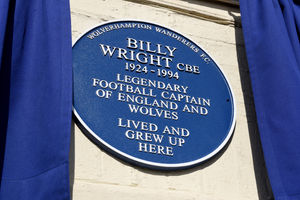 WOLVERHAMPTON WANDERERS F.C.
BILLY
WRIGHT CBE
1924 - 1994
LEGENDARY
FOOTBALL CAPTAIN
OF ENGLAND AND
WOLVES
LIVED AND
GREW UP
HERE